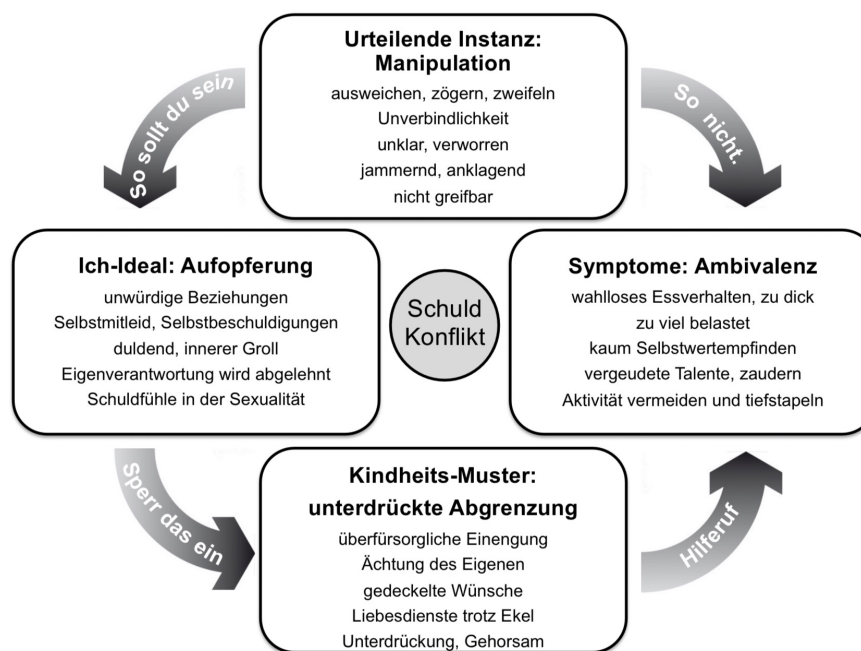 Urteilende Instanz:
Manipulation
ausweichen, zögern, zweifeln
Unverbindlichkeit
unklar, verworren
jammernd, anklagend
nicht greifbar
So sollt du sein
So nicht.
Ich-Ideal: Aufopferung
unwürdige Beziehungen
Selbstmitleid, Selbstbeschuldigungen
duldend, innerer Groll
Eigenverantwortung wird abgelehnt
Schuldfühle in der Sexualität
Schuld
Konflikt
Symptome: Ambivalenz
wahlloses Essverhalten, zu dick
zu viel belastet
kaum Selbstwertempfinden
vergeudete Talente, zaudern
Aktivität vermeiden und tiefstapeln
Sperr das ein
Kindheits-Muster:
unterdrückte Abgrenzung
überfürsorgliche Einengung
Ächtung des Eigenen
gedeckelte Wünsche
Liebesdienste trotz Ekel
Unterdrückung, Gehorsam
Hilferuf